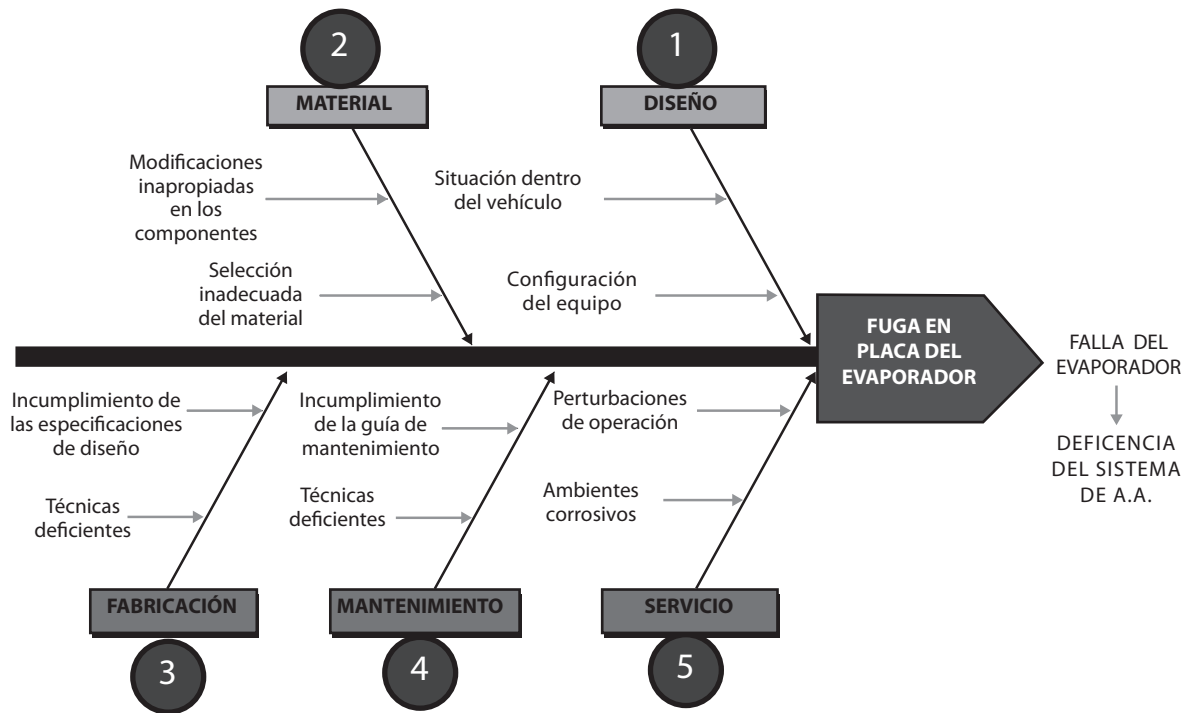 2
MATERIAL
1
DISEÑO
Modificaciones
inapropiadas
en los
componentes
Selección
inadecuada
del material
Situación dentro
del vehículo
Configuración
del equipo
FUGA EN
PLACA DEL
EVAPORADOR
FALLA DEL
EVAPORADOR
DEFICENCIA
DEL SISTEMA
DE A.A.
Incumplimiento de
las especificaciones
de diseño
Técnicas
deficientes
Incumplimiento
de la guía de
mantenimiento
Técnicas
deficientes
Perturbaciones
de operación
Ambientes
corrosivos
FABRICACIÓN
3
MANTENIMIENTO
4
SERVICIO
5